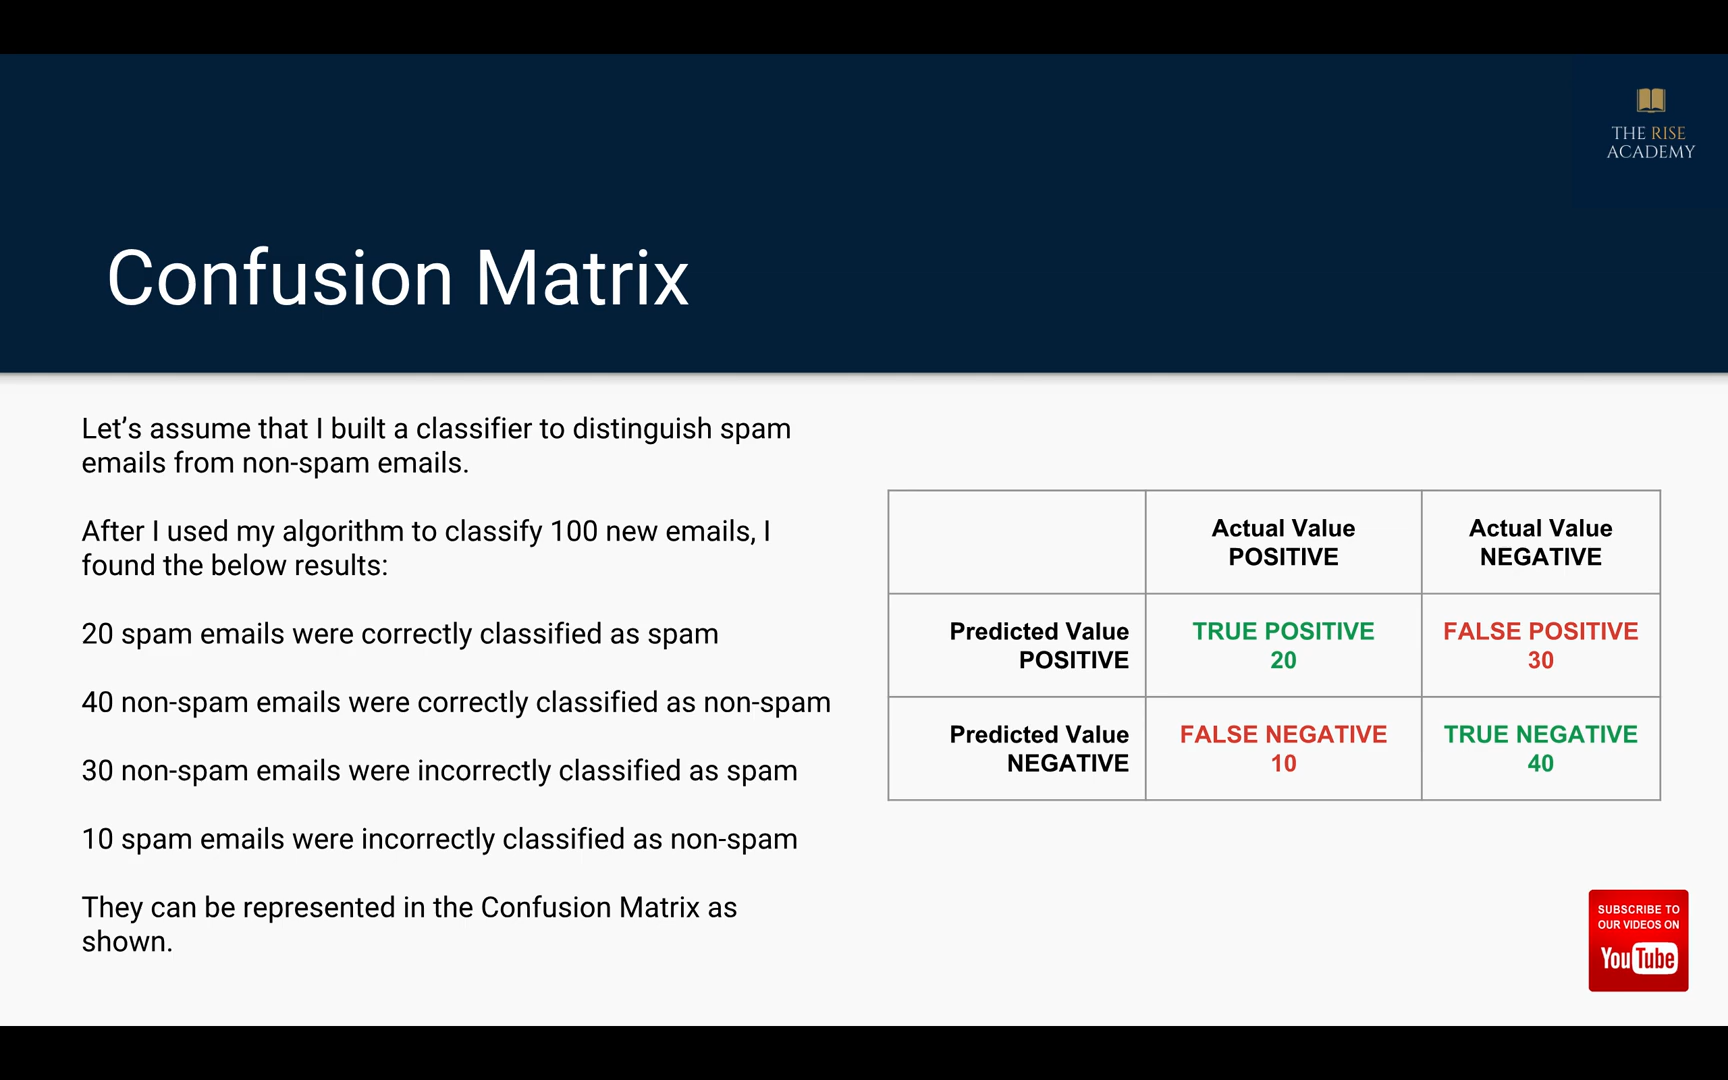 THE RISE
ACADEMY
Confusion Matrix
Let’s assume that I built a classifier to distinguish spam
emails from non-spam emails.
After I used my algorithm to classify 100 new emails, I
found the below results:
20 spam emails were correctly classified as spam
40 non-spam emails were correctly classified as non-spam
30 non-spam emails were incorrectly classified as spam
10 spam emails were incorrectly classified as non-spam
They can be represented in the Confusion Matrix as
shown.
Actual Value
POSITIVE
Actual Value
NEGATIVE
Predicted Value
POSITIVE
TRUE POSITIVE
20
FALSE POSITIVE
30
Predicted Value
NEGATIVE
FALSE NEGATIVE
10
TRUE NEGATIVE
40
SUBSCRIBE TO
OUR VIDEOS ON
YouTube